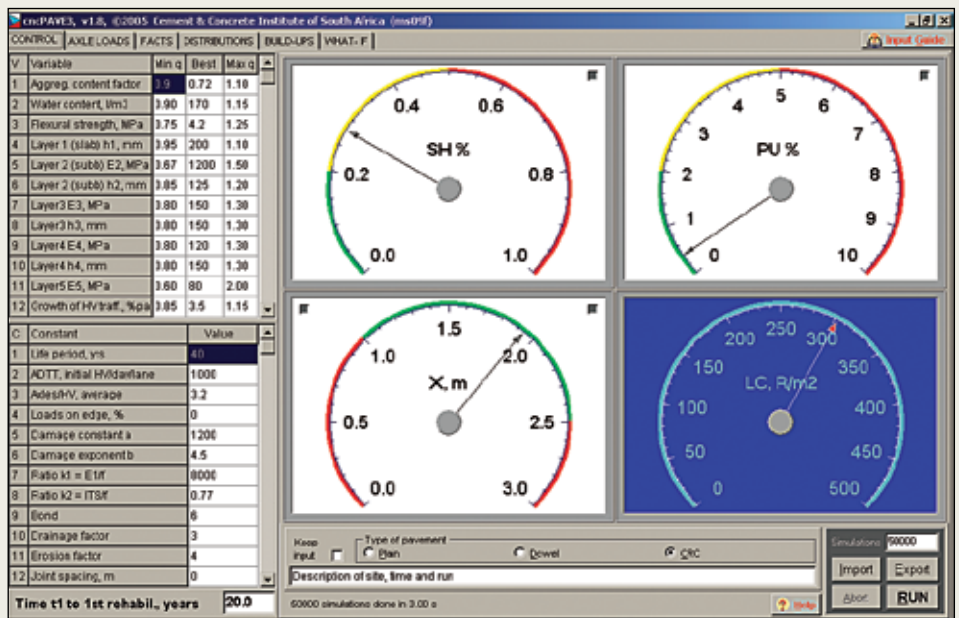 cncPAVE3, v1.8, ©2005 Cement & Concrete Institute of South Africa (ms09f)
CONTROL AXLE LOADS FACTS DISTRIBUTIONS BUILD-UPS WHAT-IF Input Guide
V Variable Min q Best Max q
1 Aggreg. content factor 0.9 0.72 1.10
2 Water content, l/m3 0.90 170 1.15
3 Flexural strength, MPa 0.75 4.2 1.25
4 Layer 1 (slab) h1, mm 0.95 200 1.10
5 Layer 2 (subb) E2, MPa 0.67 1200 1.50
6 Layer 2 (subb) h2, mm 0.85 125 1.20
7 Layer3 E3, MPa 0.80 150 1.30
8 Layer3 h3, mm 0.80 150 1.30
9 Layer4 E4, MPa 0.80 120 1.30
10 Layer4 h4, mm 0.80 150 1.30
11 Layer5 E5, MPa 0.60 80 2.00
12 Growth of HV traff., %pa 0.85 3.5 1.15
C Constant Value
1 Life period, yrs 40
2 ADTT, initial HV/day/lane 1000
3 Axles/HV, average 3.2
4 Loads on edge, % 0
5 Damage constant a 1200
6 Damage exponent b 4.5
7 Ratio k1 = E1/f 8000
8 Ratio k2 = ITS/f 0.77
9 Bond 6
10 Drainage factor 3
11 Erosion factor 4
12 Joint spacing, m 0
Time t1 to 1st rehabil., years 20.0
0.4 0.6
SH %
0.2 0.8
0.0 1.0
4 5 6
3 7
PU %
2 8
1 9
0 10
1.5
1.0 2.0
X, m
0.5 2.5
0.0 3.0
200 250 300
150 350
LC, R/m2
100 400
50 450
0 500
Keep input
Type of pavement
Plain Dowel CRC
Description of site, time and run
50000 simulations done in 3.00 s
Help
Simulations 50000
Import Export
Abort RUN